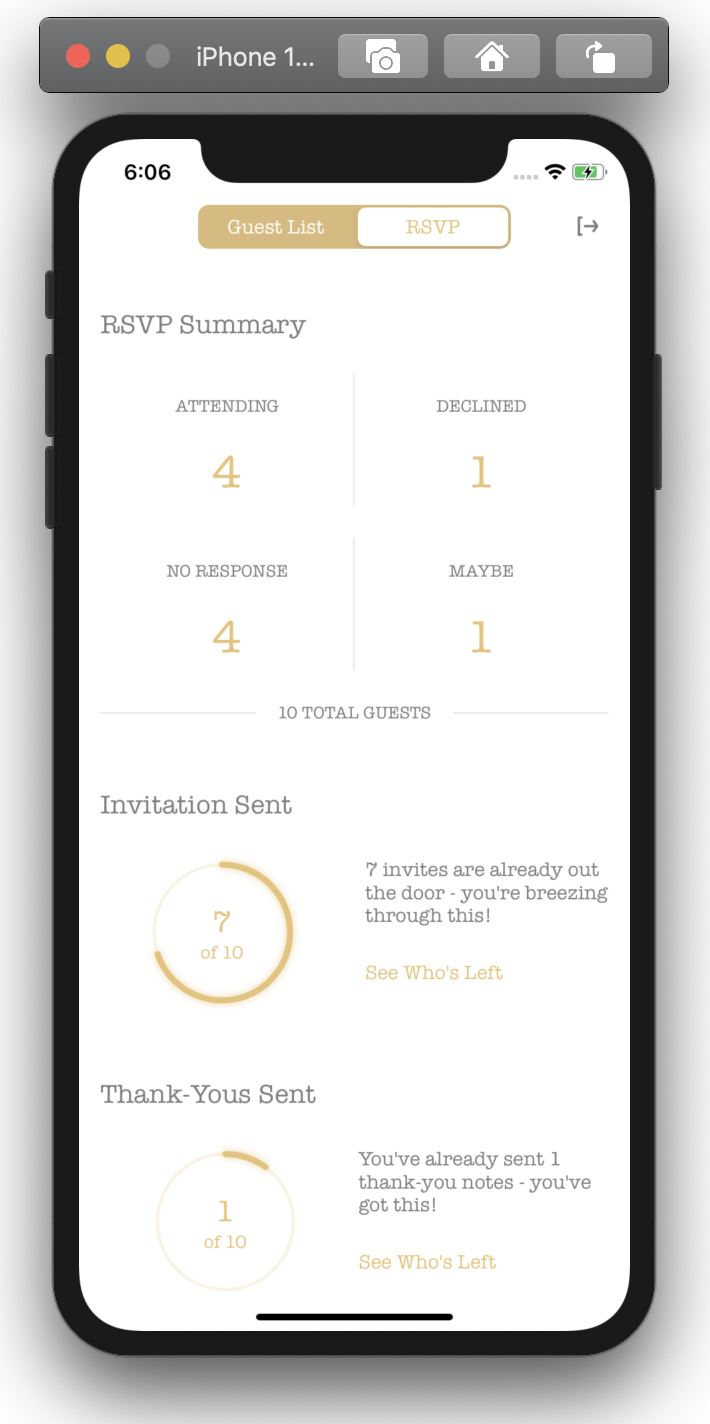 iPhone 1...
6:06
Guest List RSVP
RSVP Summary
ATTENDING DECLINED
4 1
NO RESPONSE MAYBE
4 1
10 TOTAL GUESTS
Invitation Sent
7
of 10
7 invites are already out
the door - you're breezing
through this!
See Who's Left
Thank-Yous Sent
1
of 10
You've already sent 1
thank-you notes - you've
got this!
See Who's Left